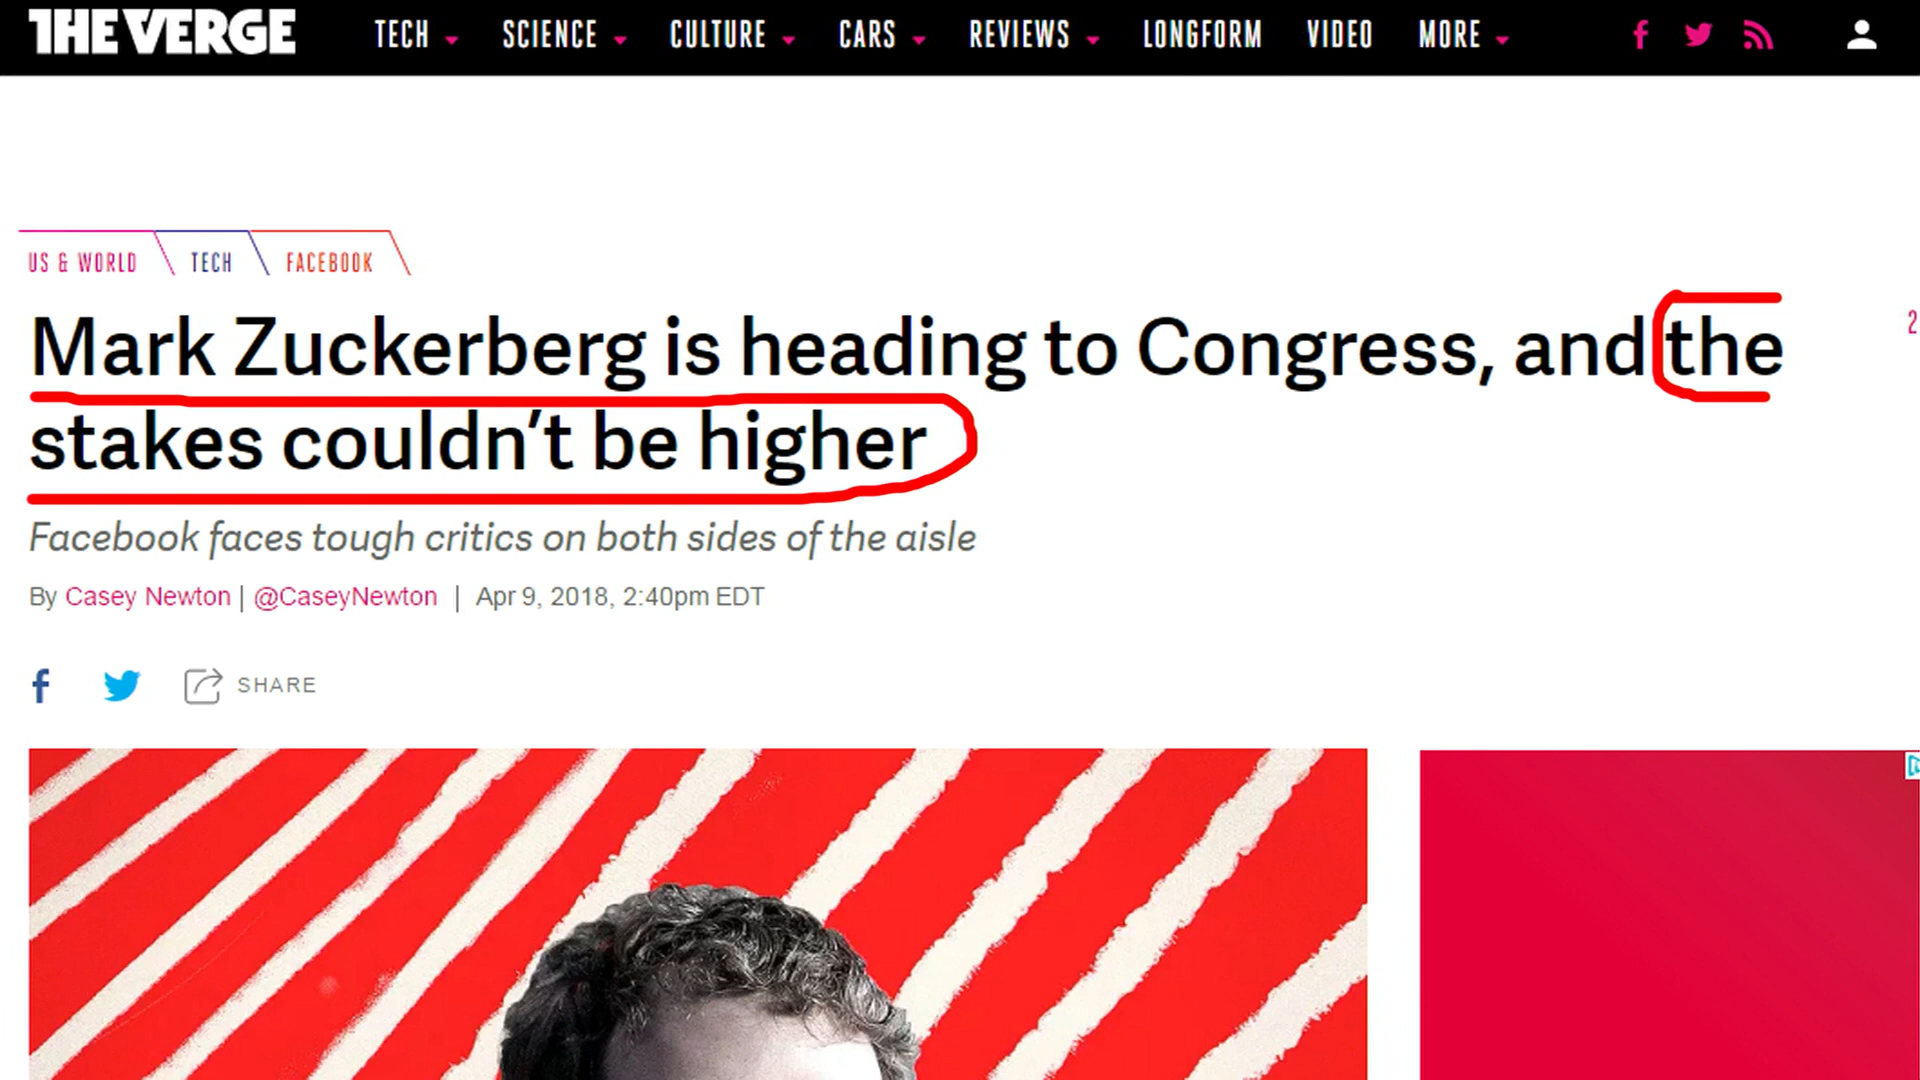 THE VERGE TECH SCIENCE CULTURE CARS REVIEWS LONGFORM VIDEO MORE
US & WORLD TECH FACEBOOK
Mark Zuckerberg is heading to Congress, and the
2
stakes couldn't be higher
Facebook faces tough critics on both sides of the aisle
By Casey Newton | @CaseyNewton | Apr 9, 2018, 2:40pm EDT
SHARE